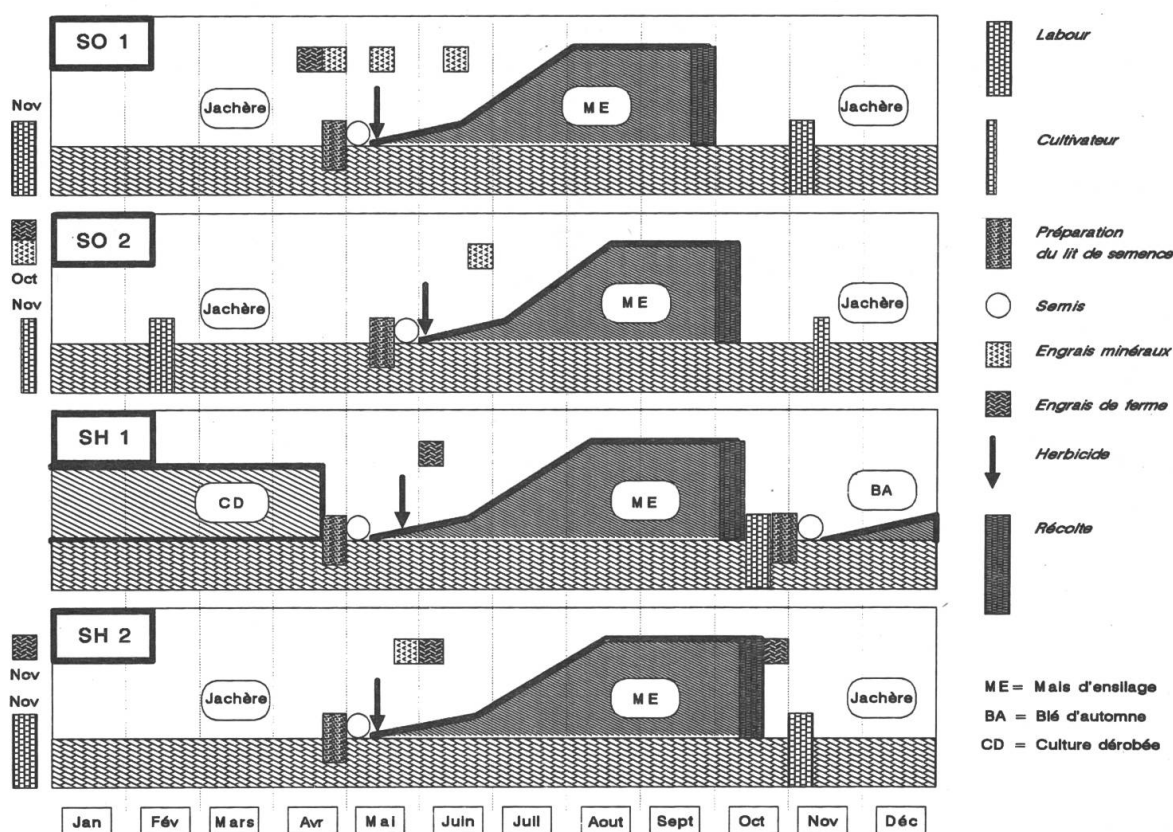 SO 1
Nov
Jachère
ME
Jachère
SO 2
Oct
Nov
Jachère
ME
Jachère
SH 1
CD
ME
BA
SH 2
Nov
Nov
Jachère
ME
Jachère
Jan
Fév
Mars
Avr
Mai
Juin
Juil
Aout
Sept
Oct
Nov
Déc
Labour
Cultivateur
Préparation
du lit de semence
Semis
Engrais minéraux
Engrais de ferme
Herbicide
Récolte
ME = Mais d'ensilage
BA = Blé d'automne
CD = Culture dérobée